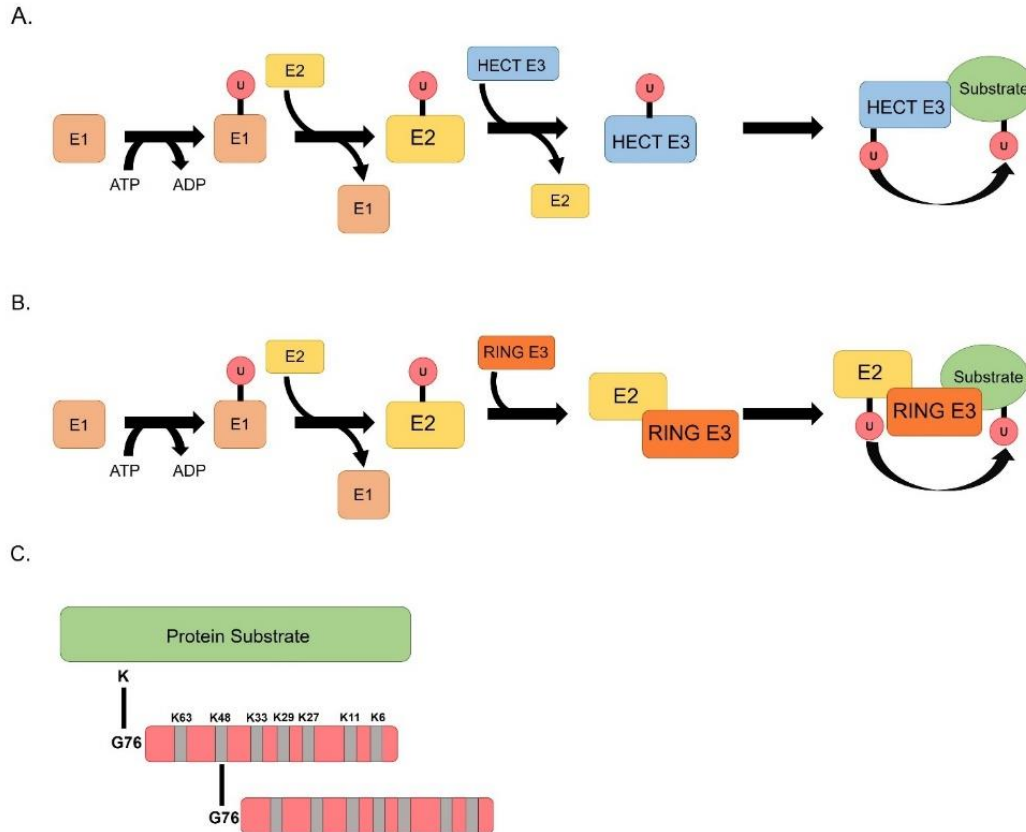 A.
U
E2
U
HECT E3
U
Substrate
E1
E1
E2
HECT E3
HECT E3
U
U
ATP
ADP
E1
E2
B.
U
E2
U
RING E3
E2
E2
Substrate
E1
E1
E2
RING E3
RING E3
U
U
ATP
ADP
E1
C.
Protein Substrate
K
K63 K48 K33 K29 K27 K11 K6
G76
G76